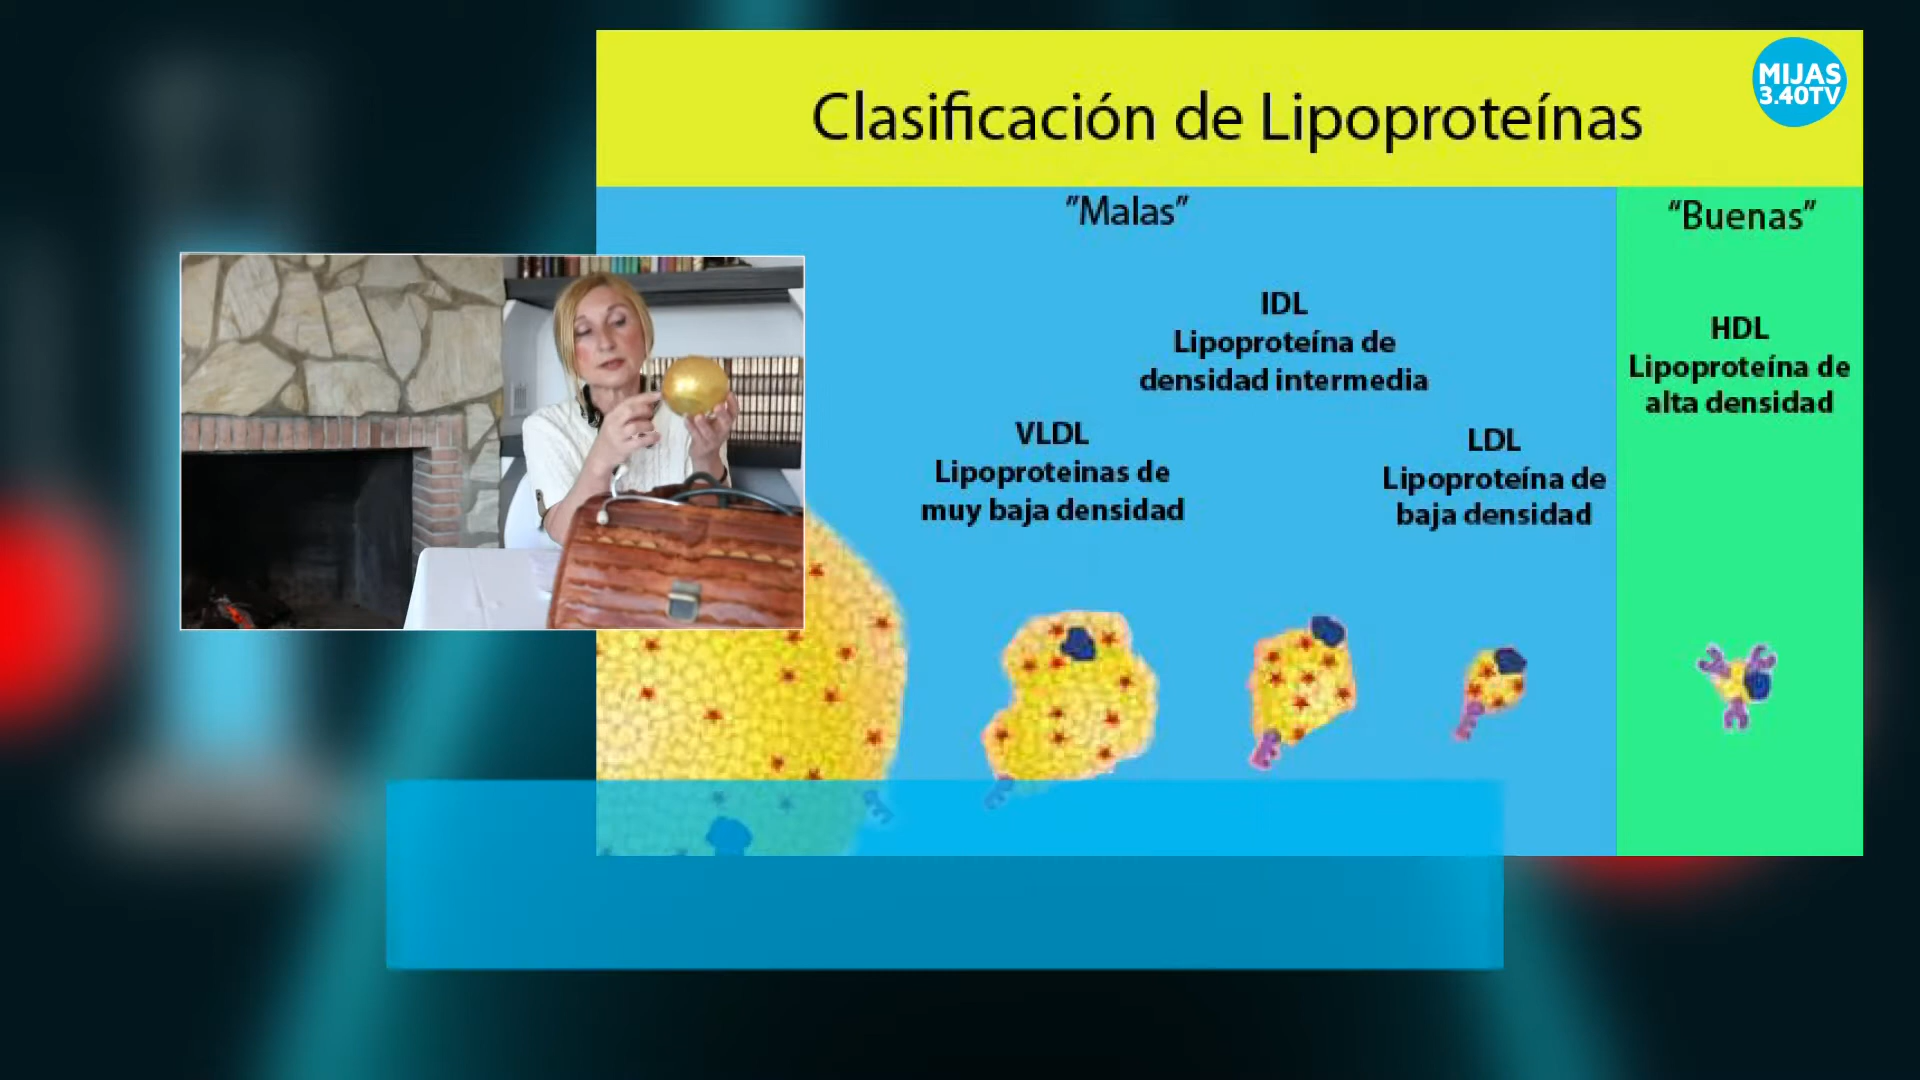 MIJAS
3.40TV
Clasificación de Lipoproteínas
"Malas"
"Buenas"
IDL
Lipoproteína de
densidad intermedia
HDL
Lipoproteína de
alta densidad
VLDL
Lipoproteinas de
muy baja densidad
LDL
Lipoproteína de
baja densidad